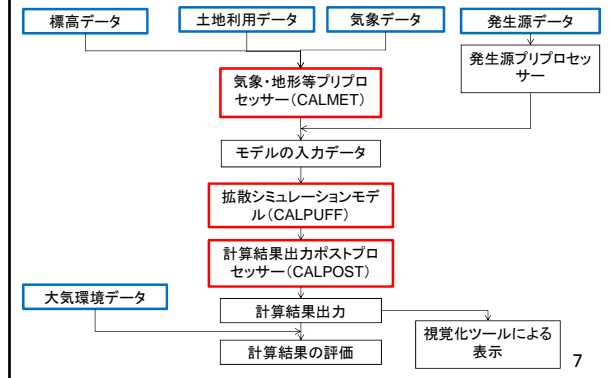 標高データ
土地利用データ
気象データ
発生源データ
気象・地形等プリプロ
セッサー(CALMET)
発生源プリプロセッ
サー
モデルの入力データ
拡散シミュレーションモデ
ル(CALPUFF)
計算結果出力ポストプロ
セッサー(CALPOST)
大気環境データ
計算結果出力
視覚化ツールによる
表示
計算結果の評価
7